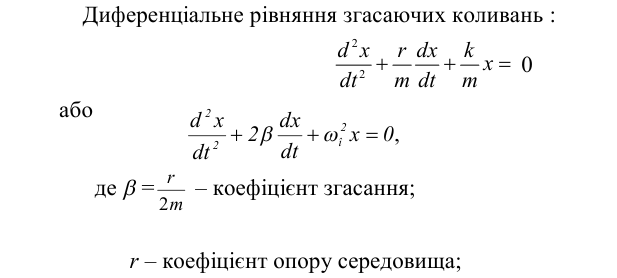 Диференціальне рівняння згасаючих коливань :
d²x/dt² + r/m dx/dt + k/m x = 0
або
d²x/dt² + 2β dx/dt + ωᵢ² x = 0,
де β = r/2m – коефіцієнт згасання;
r – коефіцієнт опору середовища;